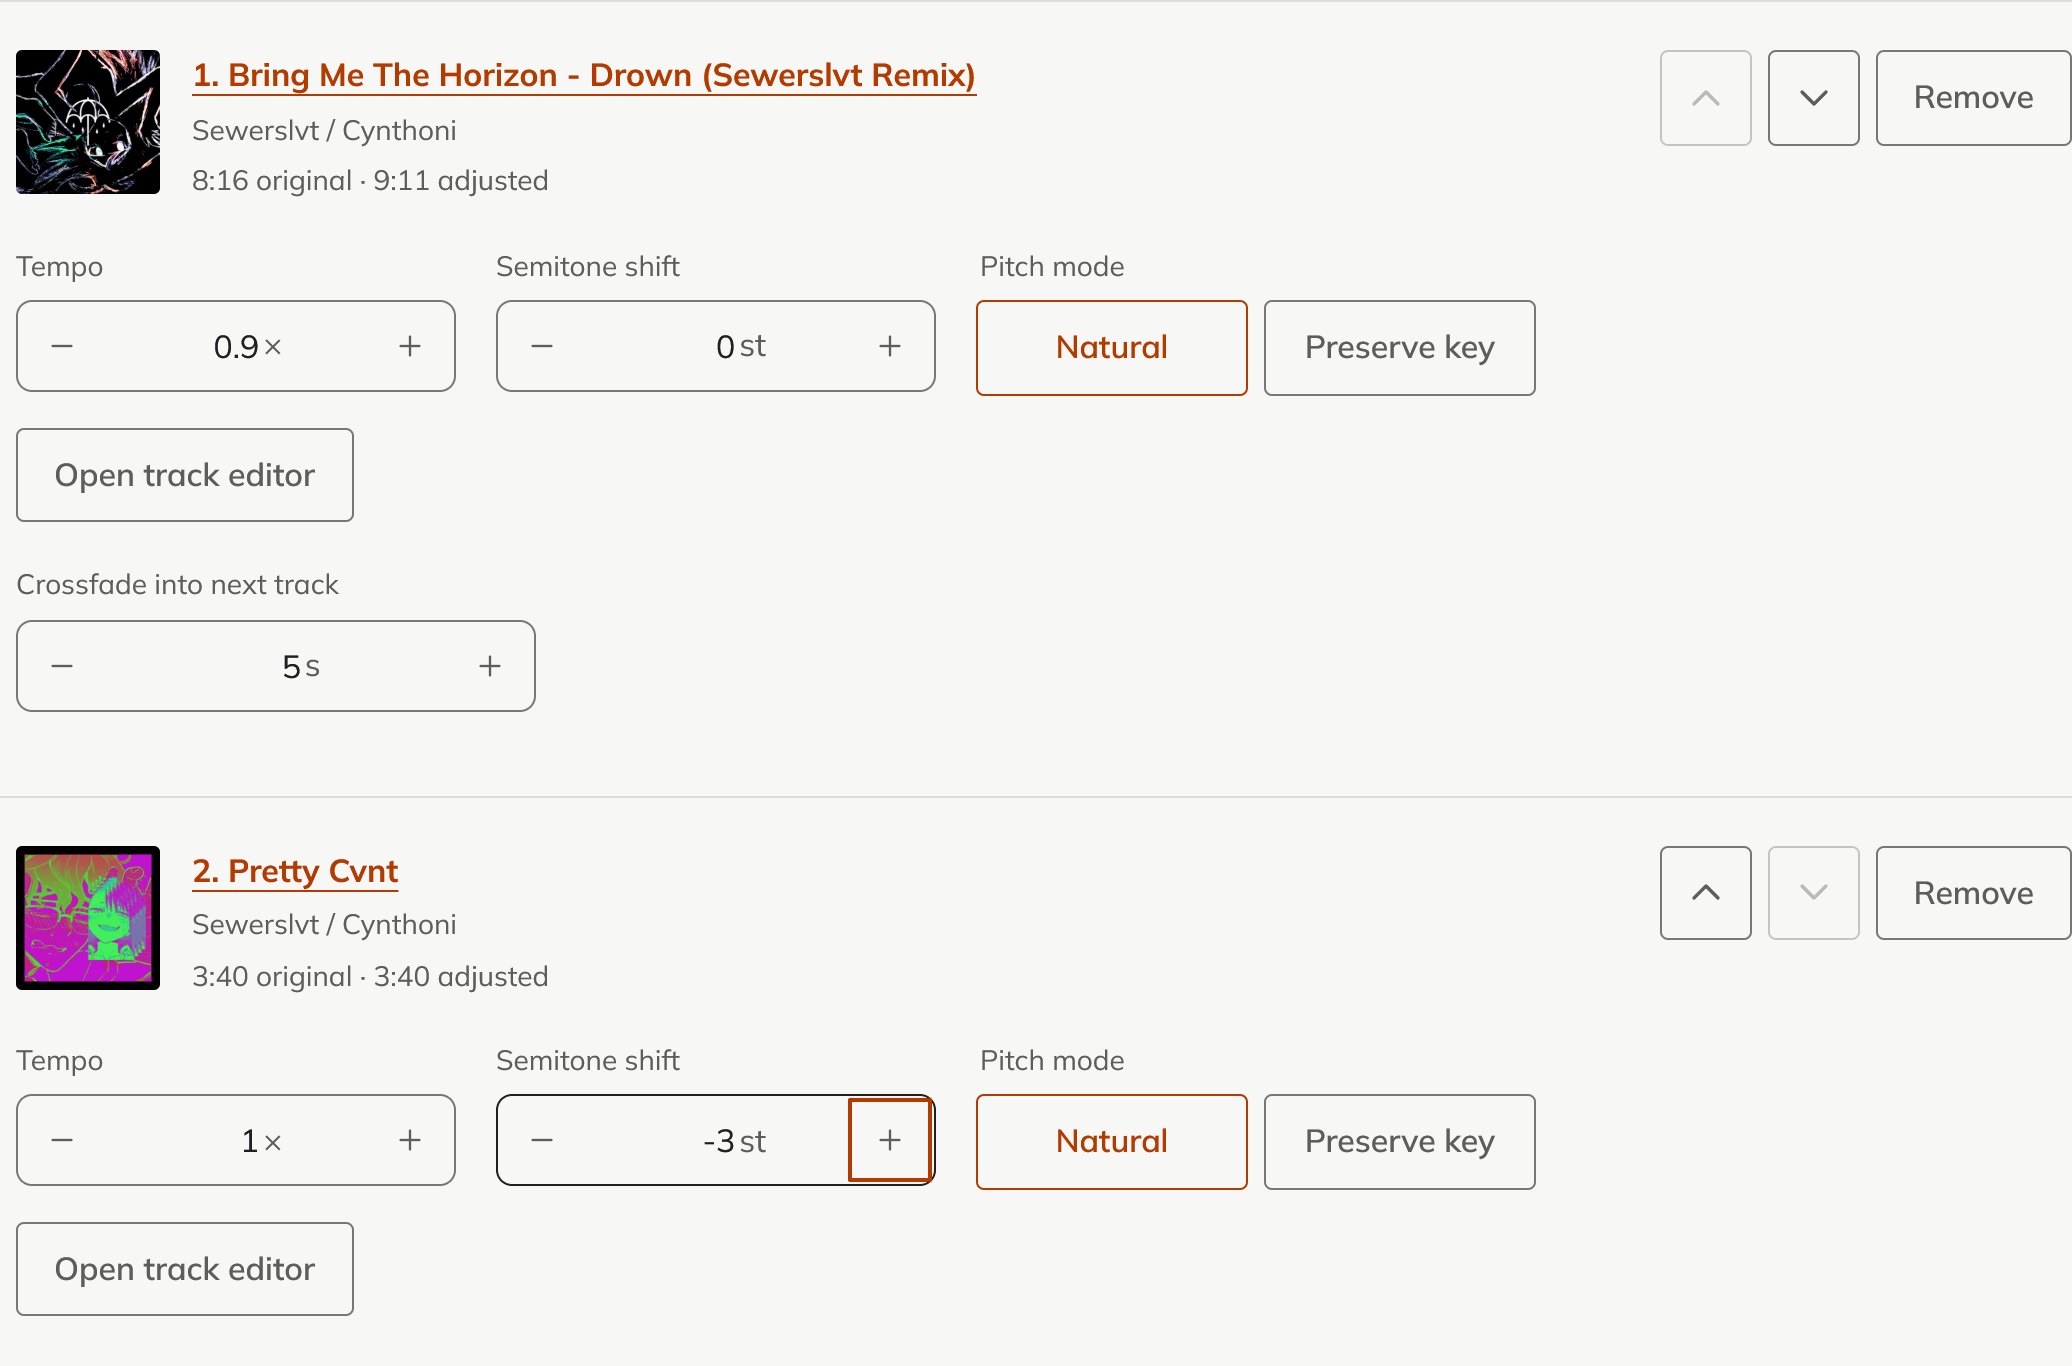 1. Bring Me The Horizon - Drown (Sewerslvt Remix)
Sewerslvt / Cynthoni
8:16 original · 9:11 adjusted
Remove
Tempo
Semitone shift
Pitch mode
− 0.9× +
− 0 st +
Natural
Preserve key
Open track editor
Crossfade into next track
− 5 s +
2. Pretty Cvnt
Sewerslvt / Cynthoni
3:40 original · 3:40 adjusted
Remove
Tempo
Semitone shift
Pitch mode
− 1× +
− -3 st +
Natural
Preserve key
Open track editor